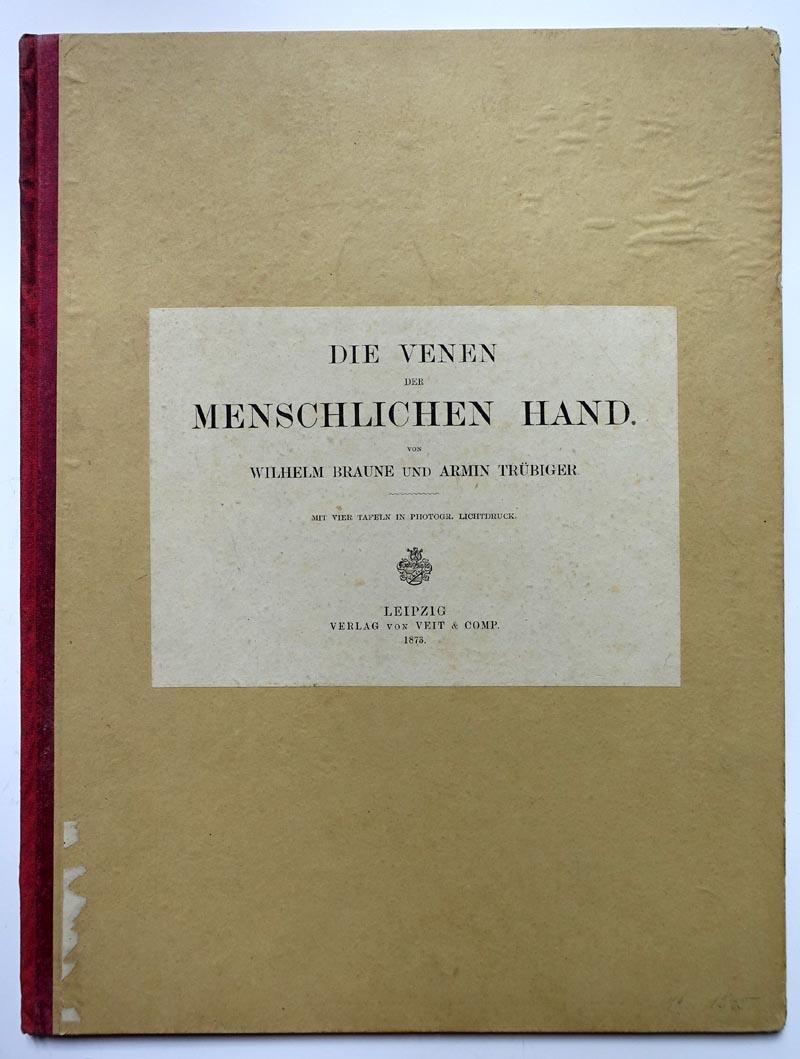 DIE VENEN
DER
MENSCHLICHEN HAND.
VON
WILHELM BRAUNE UND ARMIN TRÜBIGER.
MIT VIER TAFELN IN PHOTOGR. LICHTDRUCK.
LEIPZIG
VERLAG VON VEIT & COMP.
1873.